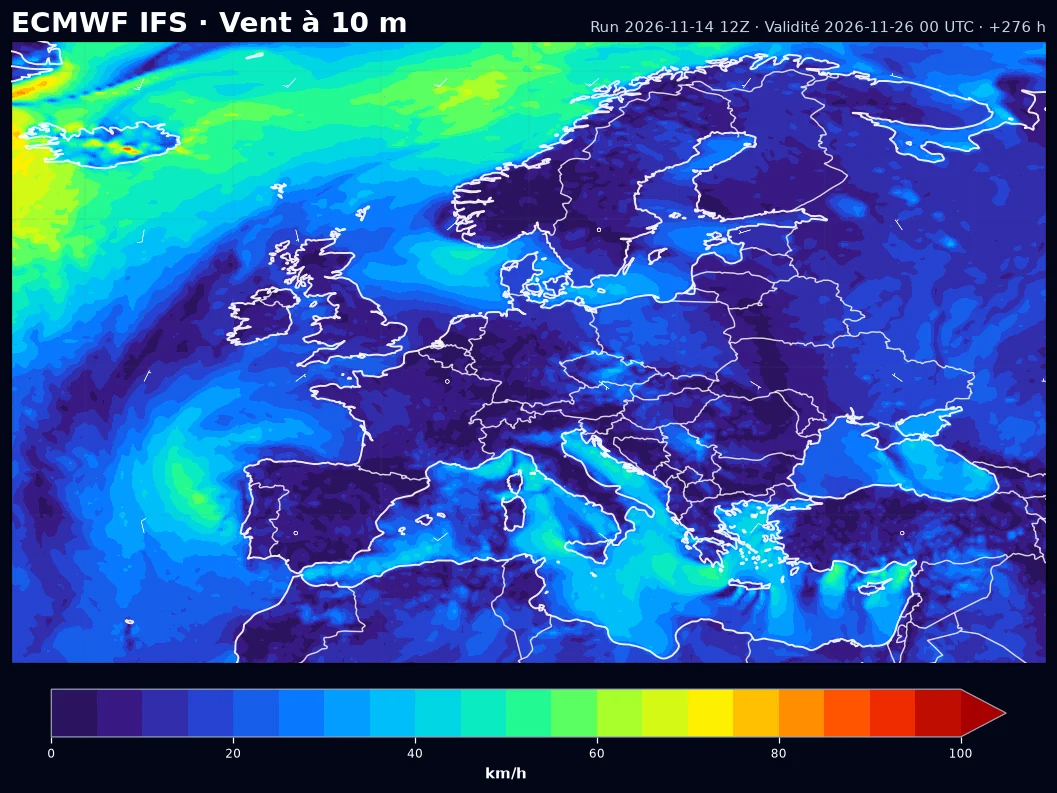 ECMWF IFS · Vent à 10 m
Run 2026-11-14 12Z · Validité 2026-11-26 00 UTC · +276 h
0 20 40 60 80 100
km/h